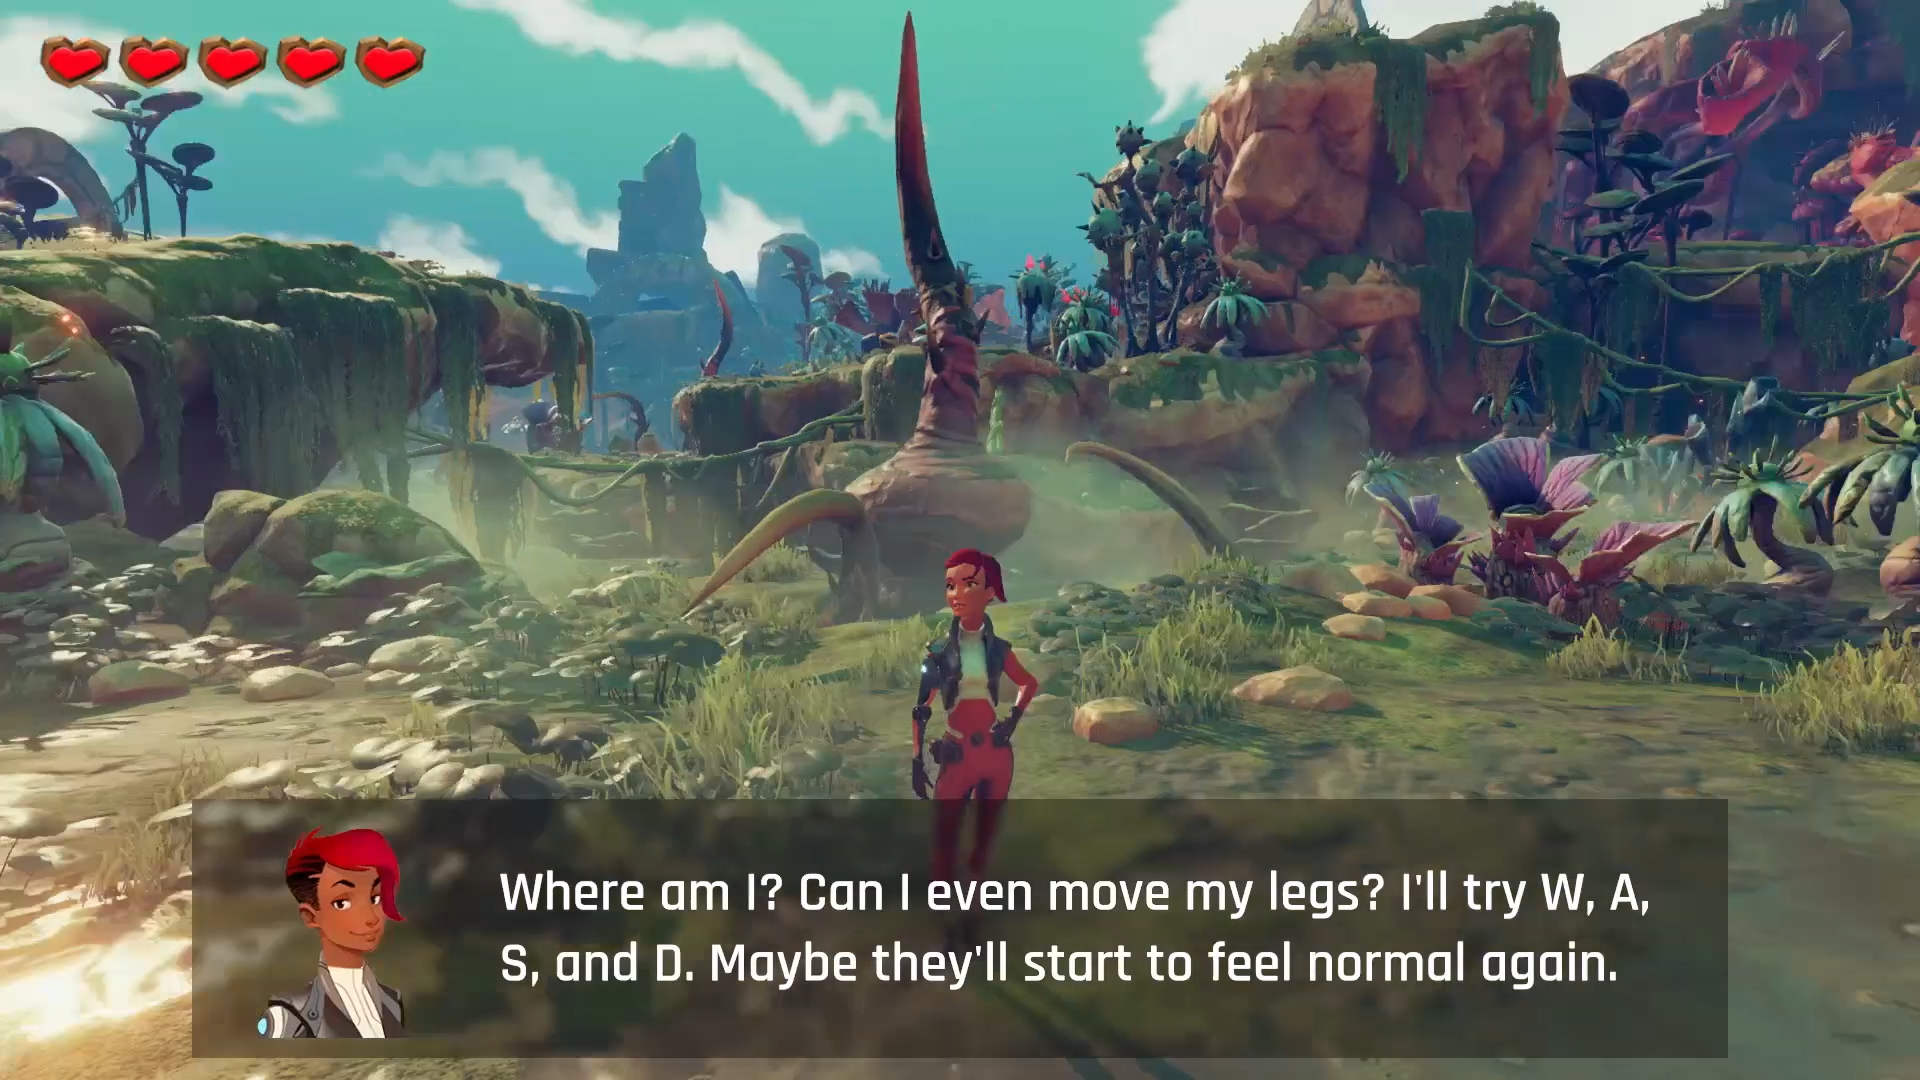 Where am I? Can I even move my legs? I'll try W, A,
S, and D. Maybe they'll start to feel normal again.